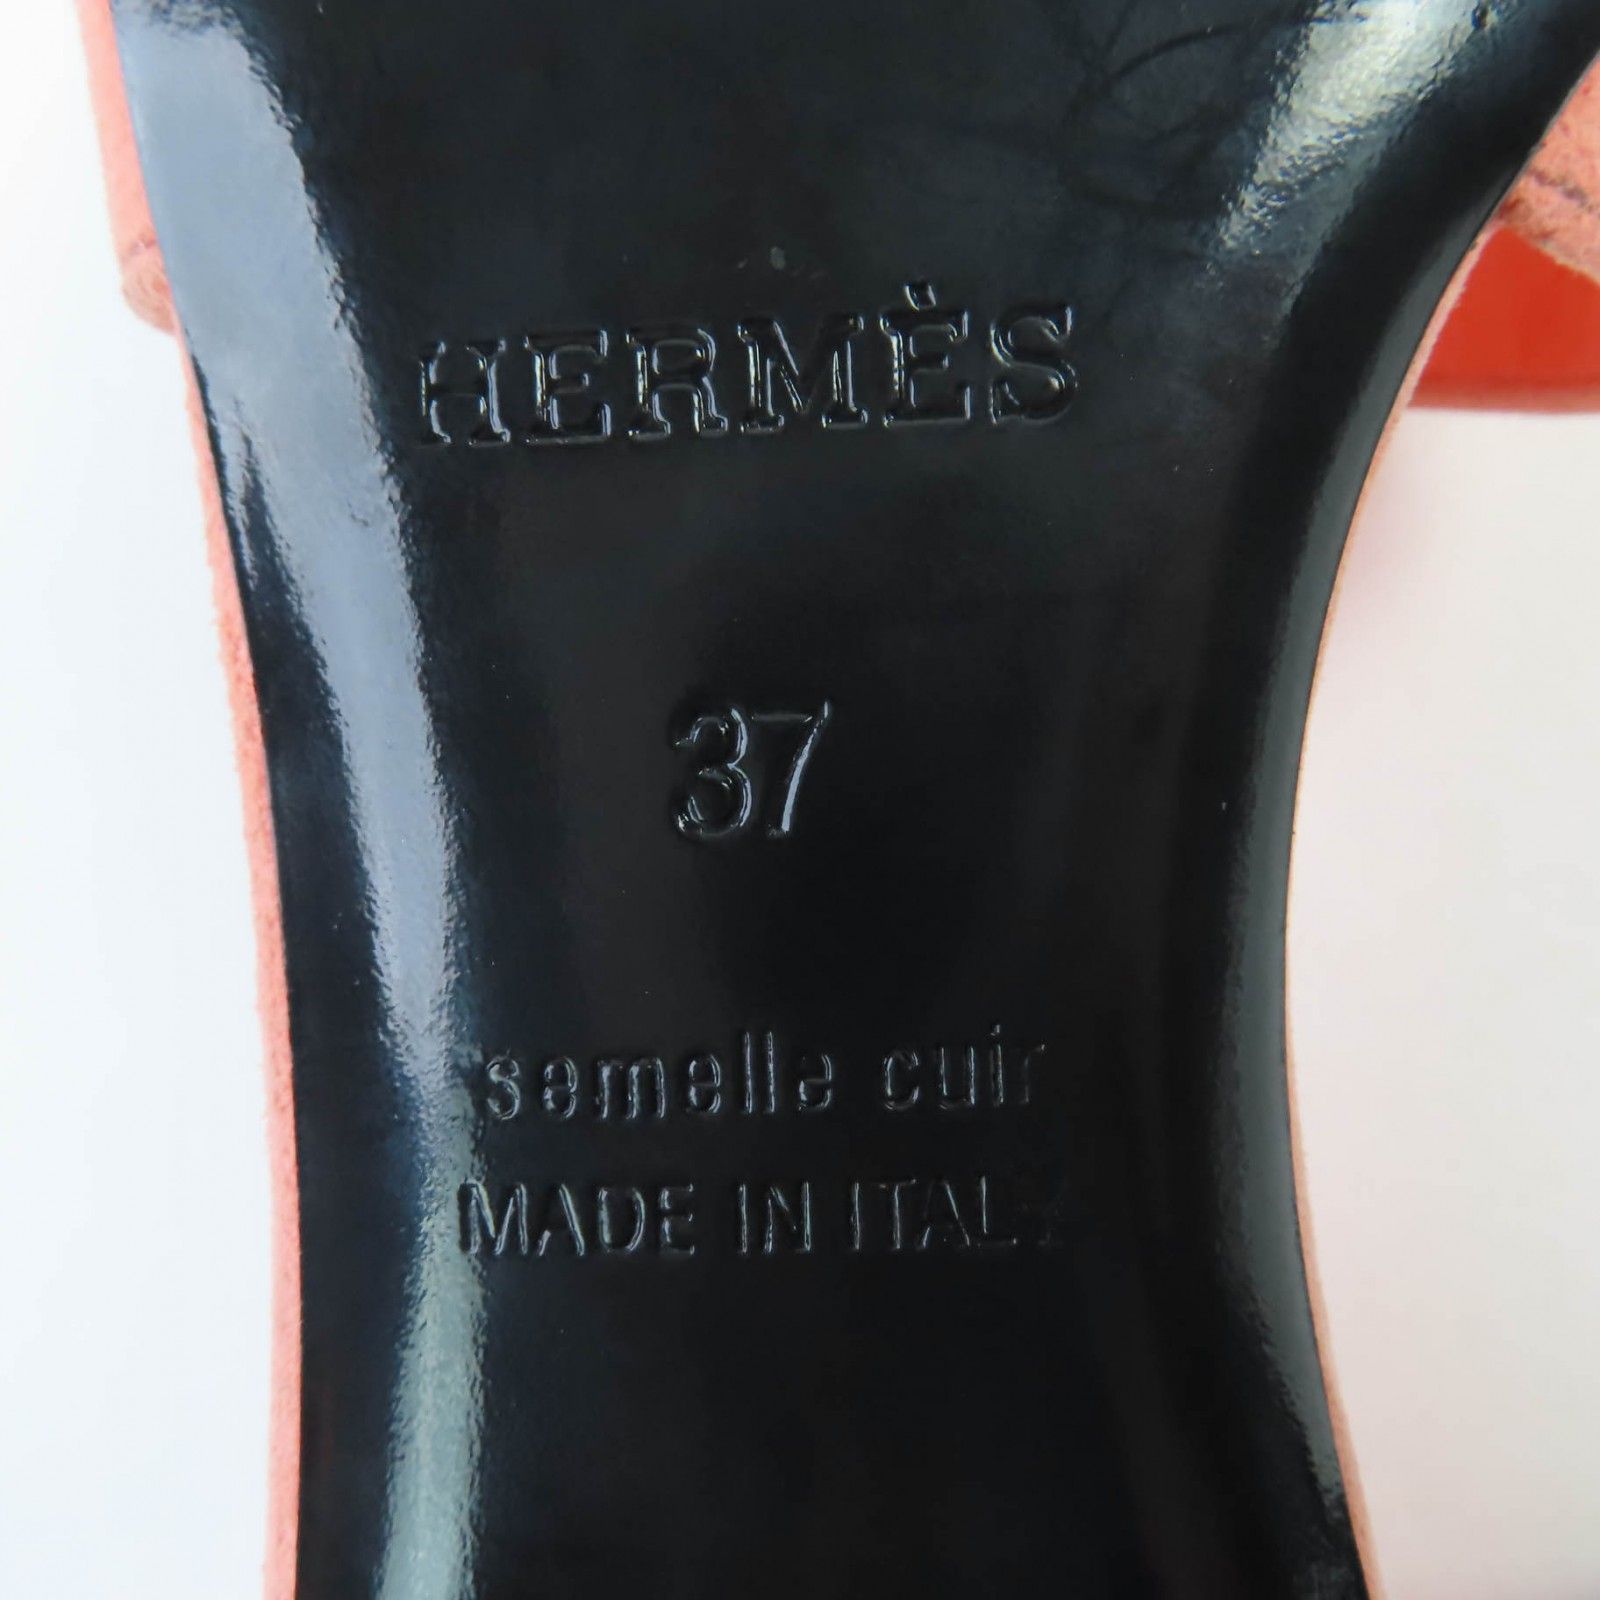 HERMÈS
37
semelle cuir
MADE IN ITALY